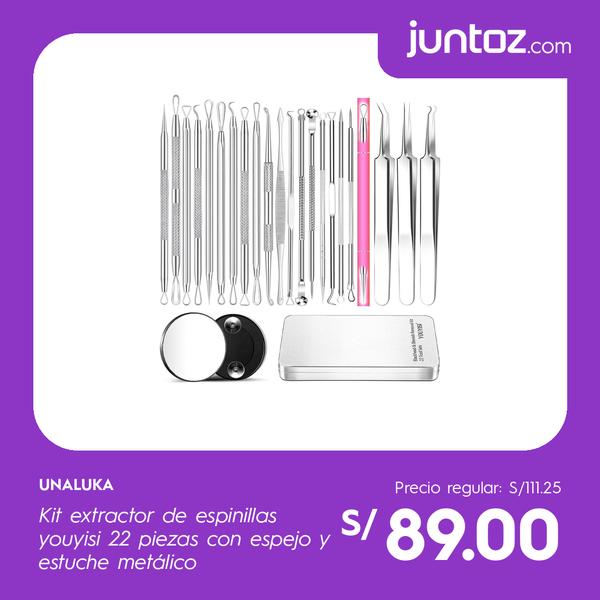 juntoz.com
YOUYISI
UNALUKA
Kit extractor de espinillas
youyisi 22 piezas con espejo y
estuche metálico
Precio regular: S/111.25
S/ 89.00